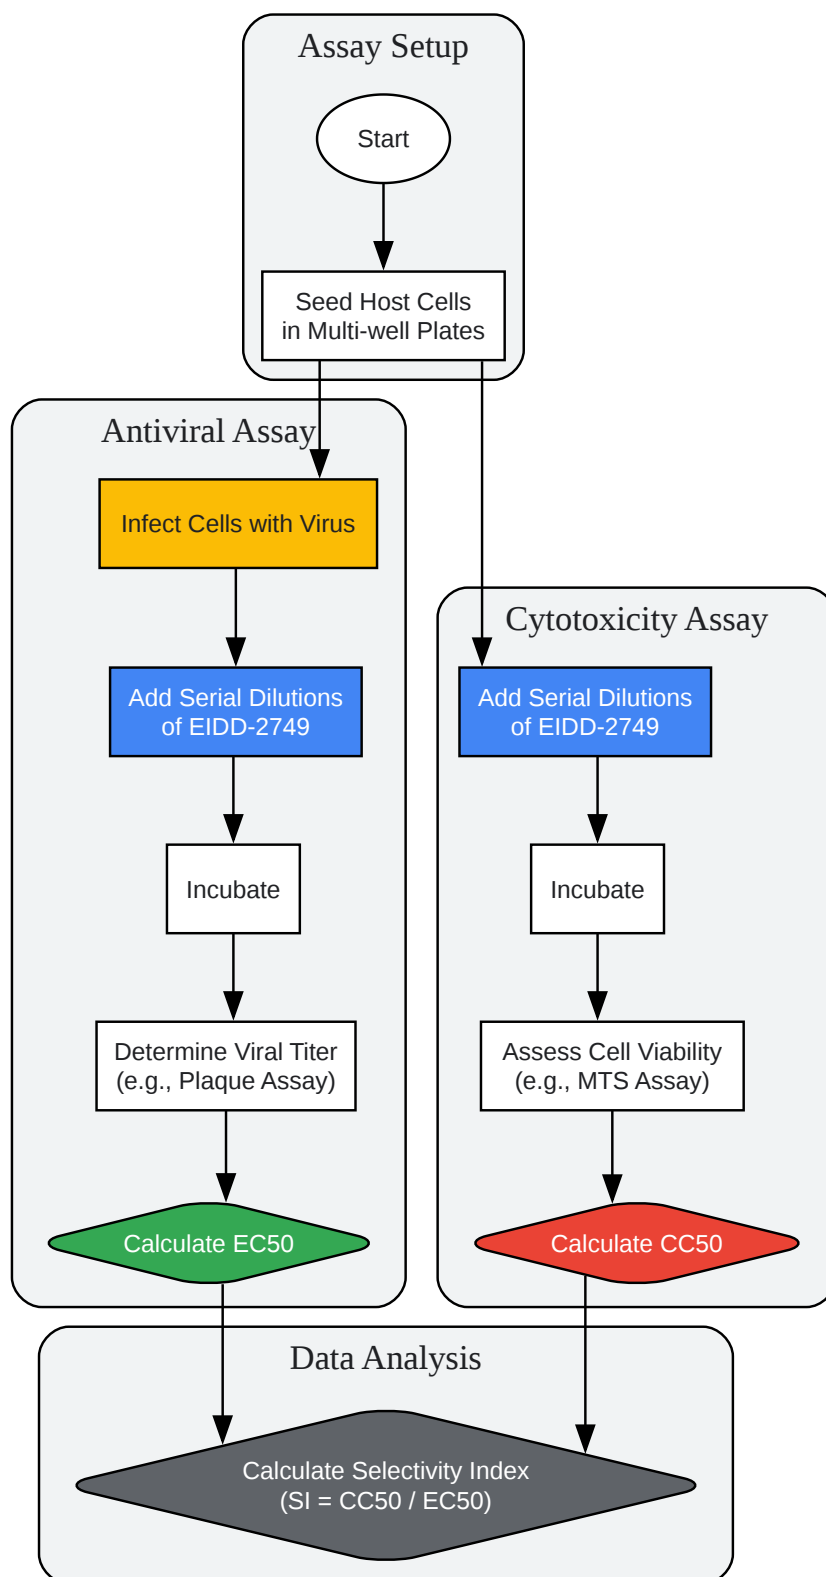 Assay Setup
Start
Seed Host Cells
in Multi-well Plates
Antiviral Assay
Infect Cells with Virus
Add Serial Dilutions
of EIDD-2749
Incubate
Determine Viral Titer
(e.g., Plaque Assay)
Calculate EC50
Cytotoxicity Assay
Add Serial Dilutions
of EIDD-2749
Incubate
Assess Cell Viability
(e.g., MTS Assay)
Calculate CC50
Data Analysis
Calculate Selectivity Index
(SI = CC50 / EC50)